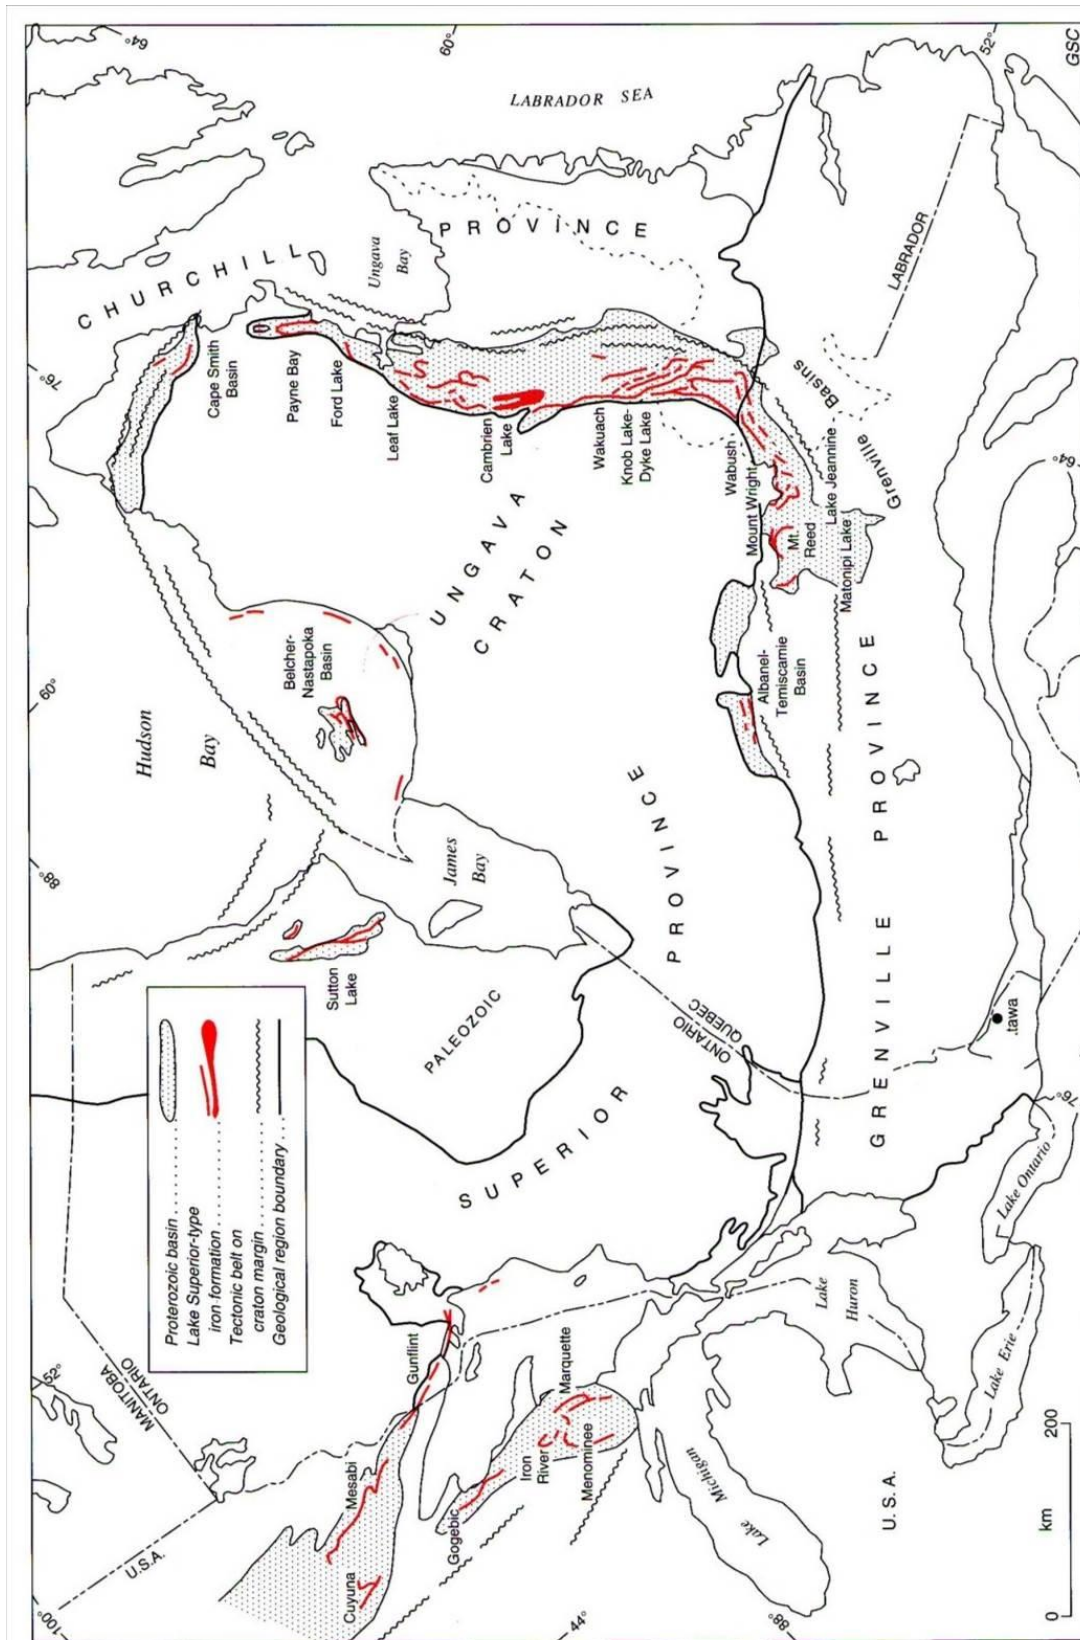 64°
60°
52°
GSC
LABRADOR SEA
CHURCHILL
PROVINCE
Ungava
Bay
LABRADOR
76°
Cape Smith
Basin
Payne Bay
Ford Lake
Leaf Lake
Cambrien
Lake
Wakuach
Knob Lake-
Dyke Lake
Wabush
Mount Wright
Mt.
Reed
Lake Jeannine
Matonipi Lake
Grenville Basins
64°
UNGAVA
CRATON
Belcher-
Nastapoka
Basin
Albanel-
Temiscamie
Basin
60°
Hudson
Bay
88°
James
Bay
Sutton
Lake
PALEOZOIC
ONTARIO
QUEBEC
SUPERIOR
PROVINCE
GRENVILLE PROVINCE
.tawa
76°
Proterozoic basin . . . . . . . . . .
Lake Superior-type
iron-formation . . . . . . . . .
Tectonic belt on
craton margin . . . . . . . . .
Geological region boundary . . .
52°
MANITOBA
ONTARIO
U.S.A.
100°
Gunflint
Mesabi
Cuyuna
Gogebic
Iron
River
Marquette
Menominee
Lake Michigan
Lake
Huron
Lake Ontario
Lake Erie
44°
88°
U.S.A.
0 km 200